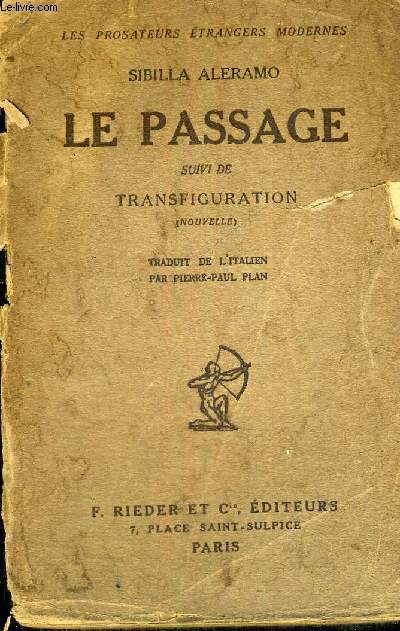 Le-livre.com
LES PROSATEURS ÉTRANGERS MODERNES
SIBILLA ALERAMO
LE PASSAGE
SUIVI DE
TRANSFIGURATION
(NOUVELLE)
TRADUIT DE L'ITALIEN
PAR PIERRE-PAUL PLAN
F. RIEDER ET Cie, ÉDITEURS
7, PLACE SAINT-SULPICE
PARIS